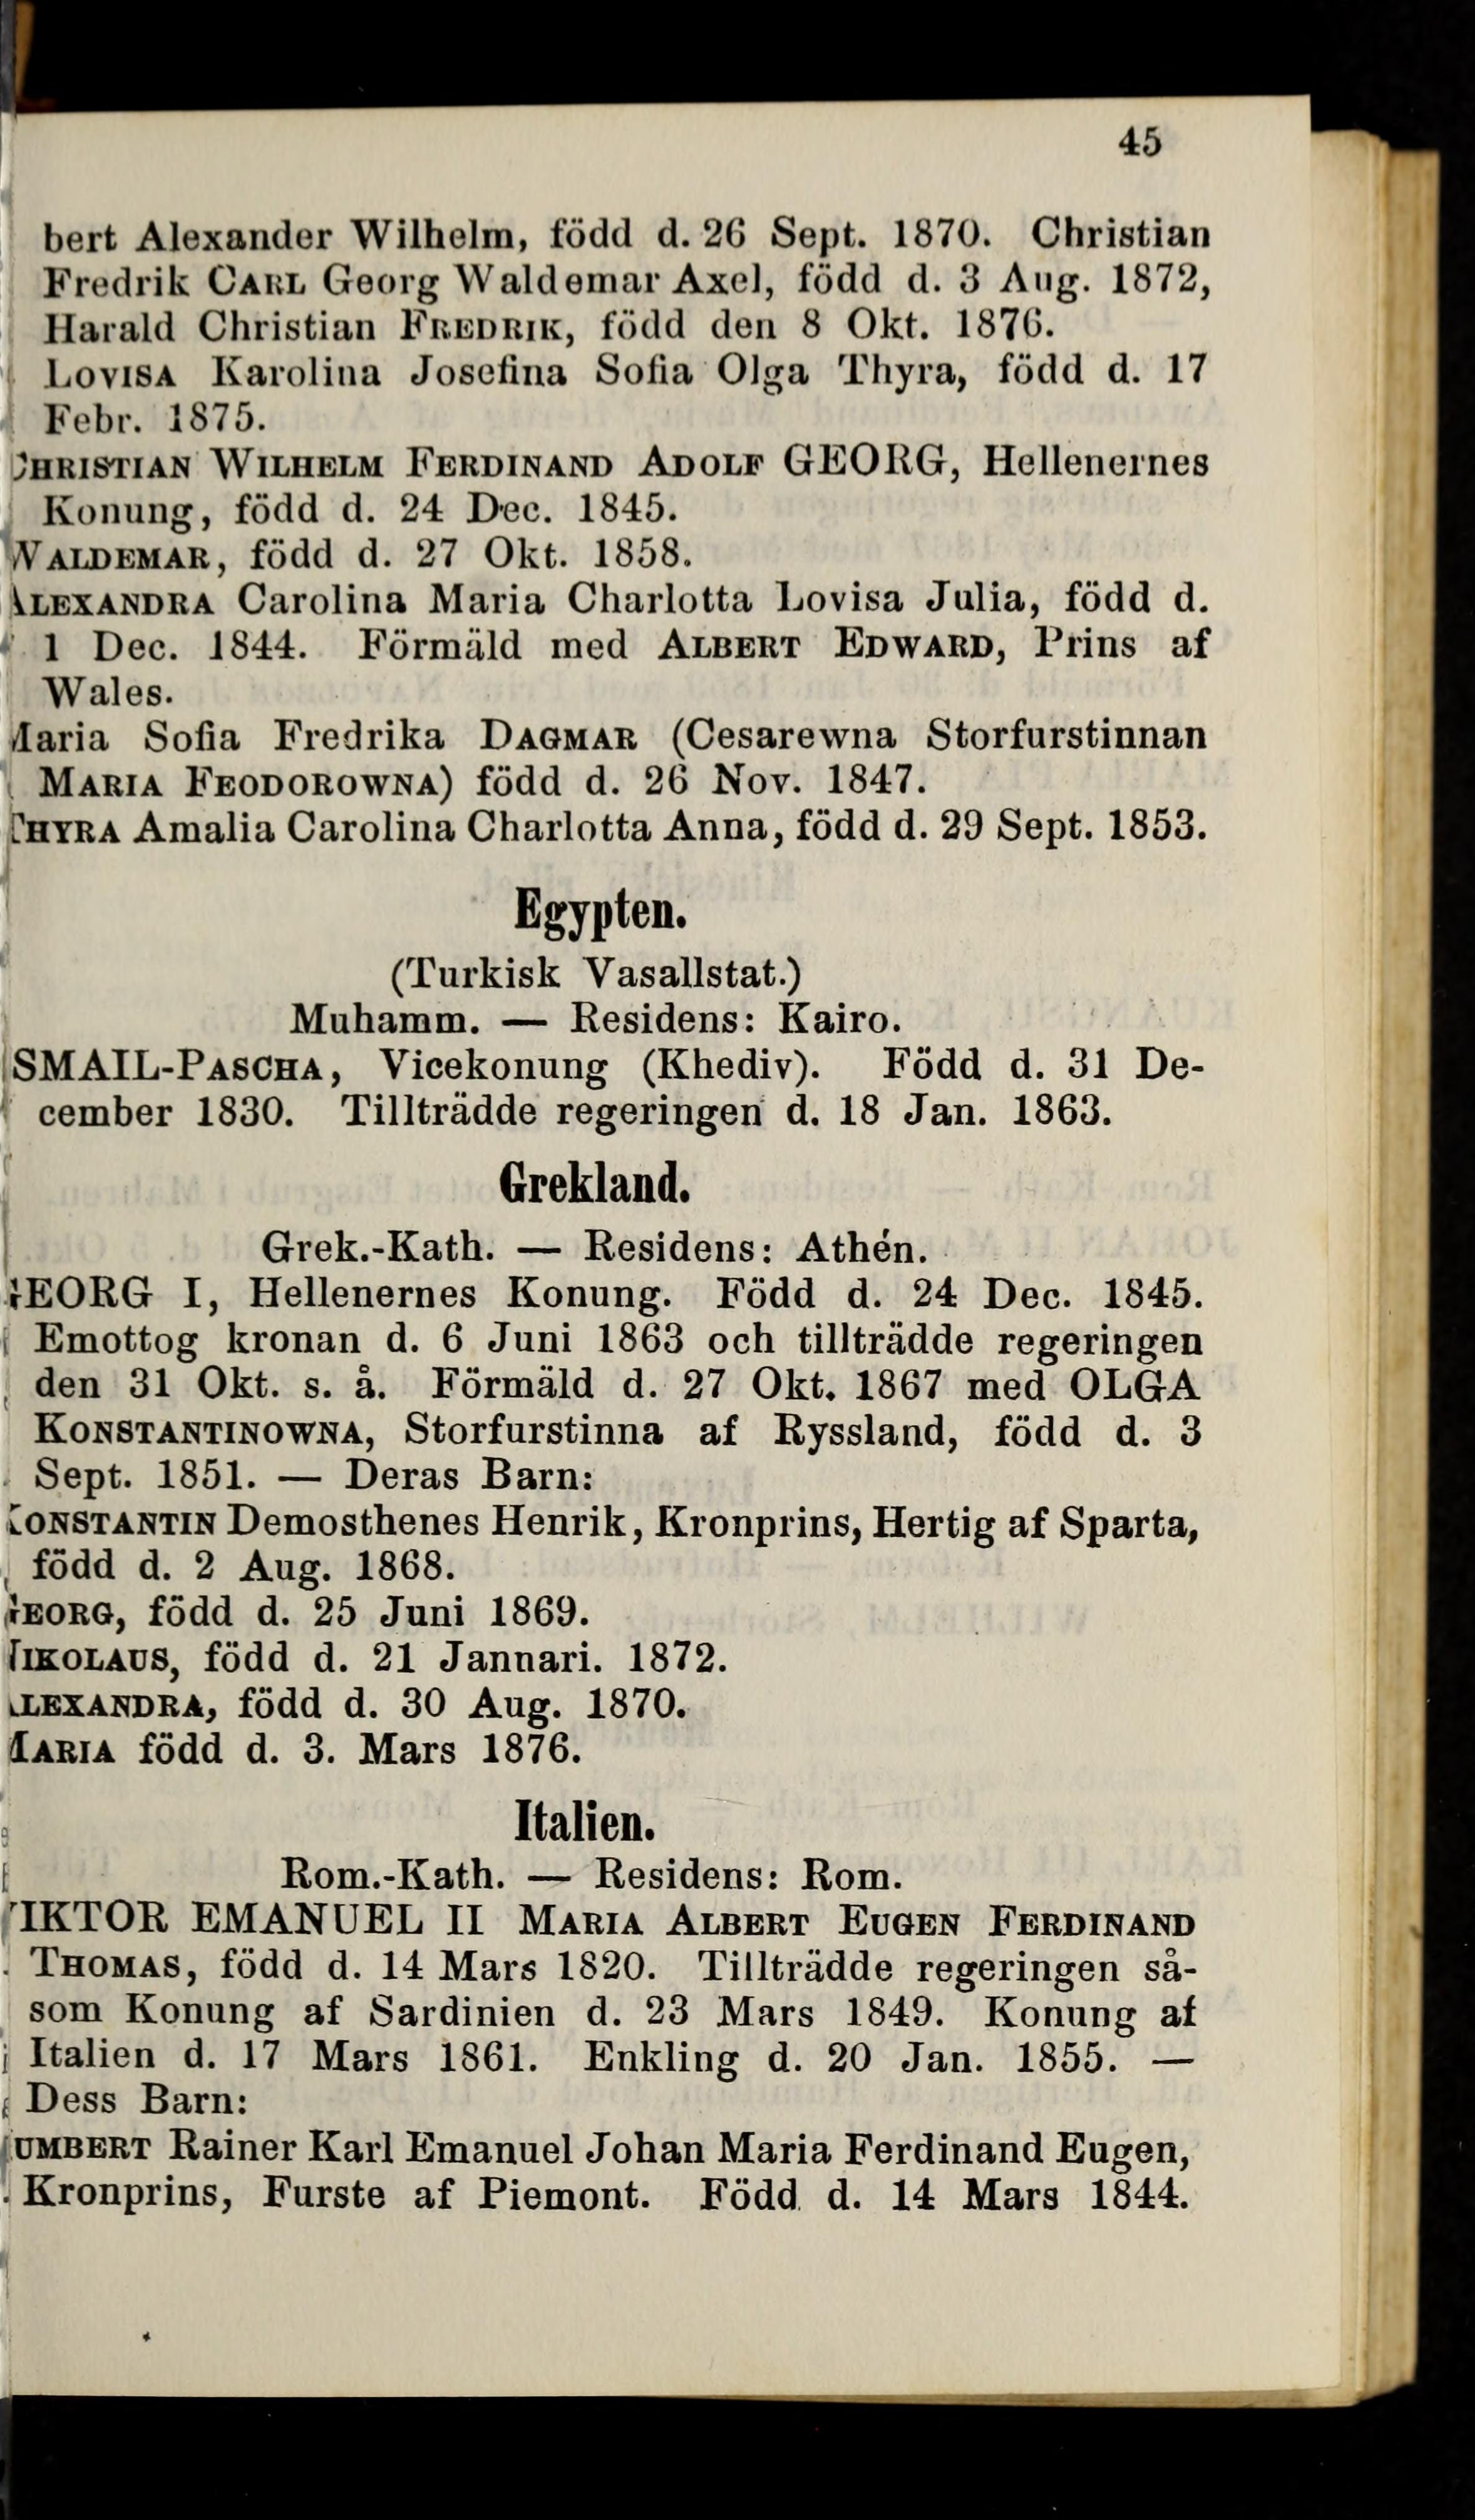 45
bert Alexander Wilhelm, född d. 26 Sept. 1870. Christian
Fredrik CARL Georg Waldemar Axel, född d. 3 Aug. 1872,
Harald Christian FREDRIK, född den 8 Okt. 1876.
LOVISA Karolina Josefina Sofia Olga Thyra, född d. 17
Febr. 1875.
CHRISTIAN WILHELM FERDINAND ADOLF GEORG, Hellenernes
Konung, född d. 24 Dec. 1845.
WALDEMAR, född d. 27 Okt. 1858.
ALEXANDRA Carolina Maria Charlotta Lovisa Julia, född d.
1 Dec. 1844. Förmäld med ALBERT EDWARD, Prins af
Wales.
Maria Sofia Fredrika DAGMAR (Cesarewna Storfurstinnan
MARIA FEODOROWNA) född d. 26 Nov. 1847.
THYRA Amalia Carolina Charlotta Anna, född d. 29 Sept. 1853.
Egypten.
(Turkisk Vasallstat.)
Muhamm. — Residens: Kairo.
SMAIL-PASCHA, Vicekonung (Khediv). Född d. 31 De-
cember 1830. Tillträdde regeringen d. 18 Jan. 1863.
Grekland.
Grek.-Kath. — Residens: Athén.
GEORG I, Hellenernes Konung. Född d. 24 Dec. 1845.
Emottog kronan d. 6 Juni 1863 och tillträdde regeringen
den 31 Okt. s. å. Förmäld d. 27 Okt. 1867 med OLGA
KONSTANTINOWNA, Storfurstinna af Ryssland, född d. 3
Sept. 1851. — Deras Barn:
KONSTANTIN Demosthenes Henrik, Kronprins, Hertig af Sparta,
född d. 2 Aug. 1868.
GEORG, född d. 25 Juni 1869.
NIKOLAUS, född d. 21 Jannari. 1872.
ALEXANDRA, född d. 30 Aug. 1870.
MARIA född d. 3. Mars 1876.
Italien.
Rom.-Kath. — Residens: Rom.
VIKTOR EMANUEL II MARIA ALBERT EUGEN FERDINAND
THOMAS, född d. 14 Mars 1820. Tillträdde regeringen så-
som Konung af Sardinien d. 23 Mars 1849. Konung af
Italien d. 17 Mars 1861. Enkling d. 20 Jan. 1855. —
Dess Barn:
UMBERT Rainer Karl Emanuel Johan Maria Ferdinand Eugen,
Kronprins, Furste af Piemont. Född d. 14 Mars 1844.